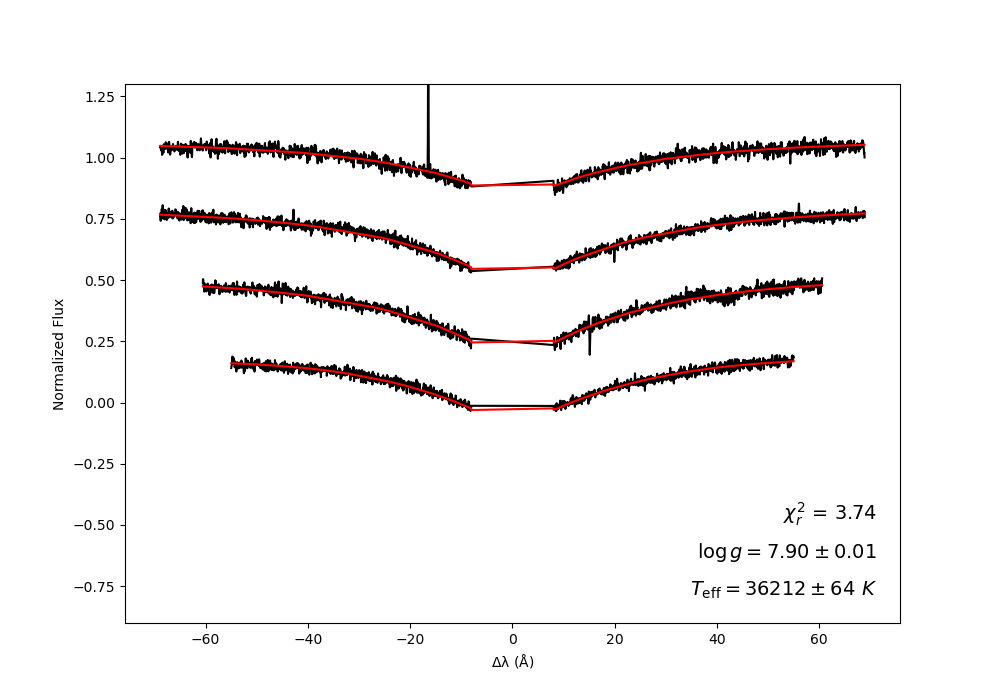 1.25
1.00
0.75
0.50
0.25
0.00
−0.25
−0.50
−0.75
Normalized Flux
χ²ᵣ = 3.74
log g = 7.90 ± 0.01
T_eff = 36212 ± 64 K
−60 −40 −20 0 20 40 60
Δλ (Å)